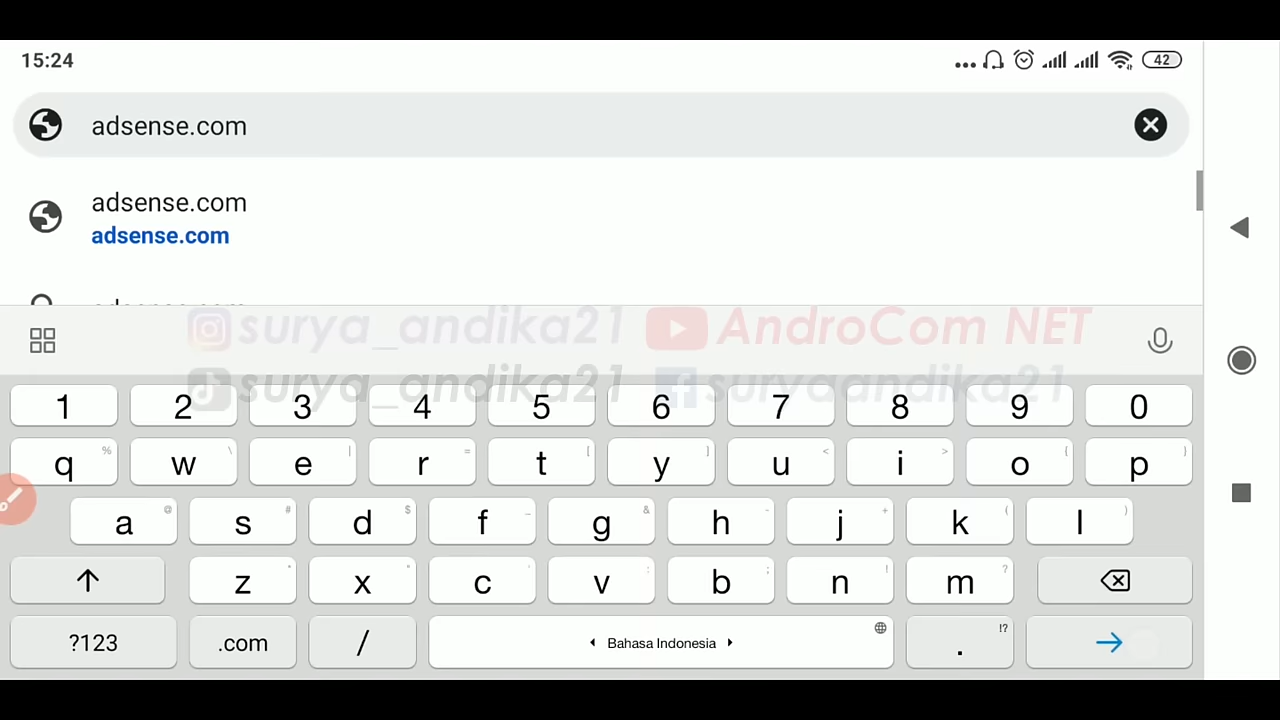 15:24
42
adsense.com
adsense.com
adsense.com
surya_andika21 AndroCom NET
surya_andika21 suryaandika21
1 2 3 4 5 6 7 8 9 0
q % w \ e | r = t [ y ] u < i > o { p }
a @ s # d $ f _ g & h - j + k ( l )
z x c v : b ; n ! m ?
?123 .com / Bahasa Indonesia . !?